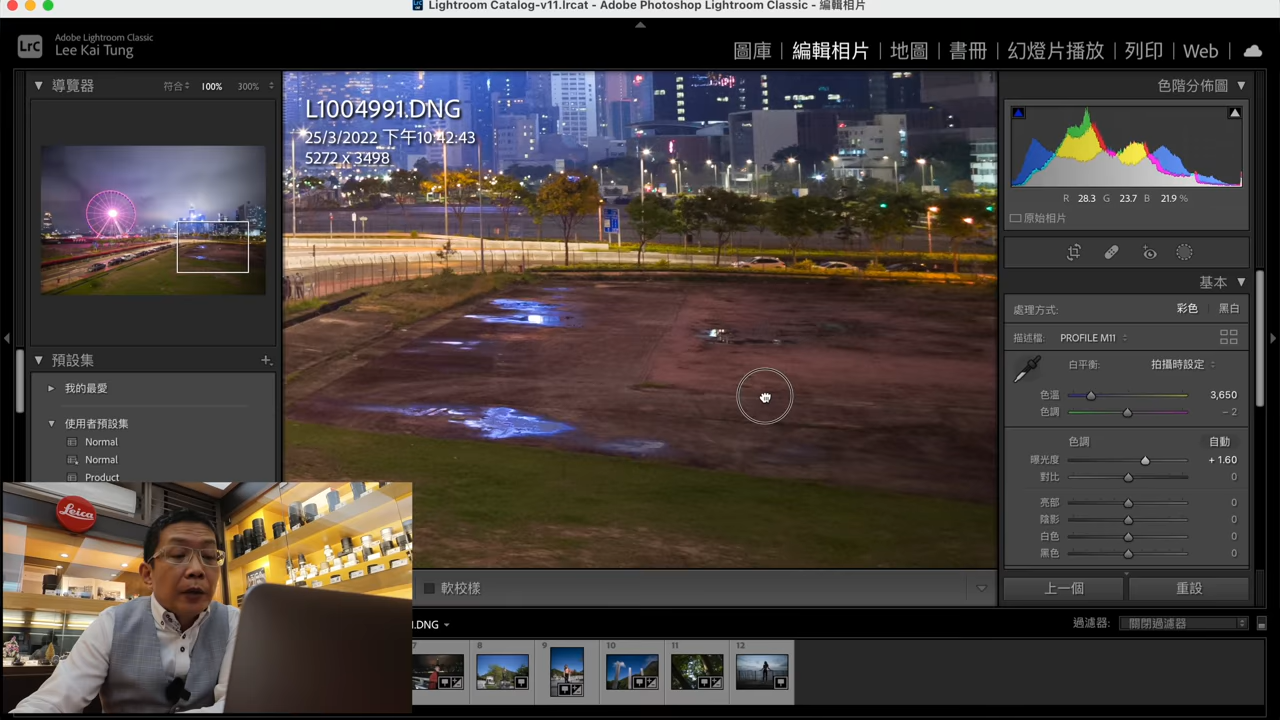 Lightroom Catalog-v11.lrcat - Adobe Photoshop Lightroom Classic - 編輯相片
LrC
Adobe Lightroom Classic
Lee Kai Tung
圖庫 | 編輯相片 | 地圖 | 書冊 | 幻燈片播放 | 列印 | Web
導覽器
符合 100% 300%
預設集
我的最愛
使用者預設集
Normal
Normal
Product
L1004991.DNG
25/3/2022 下午10:42:43
5272 x 3498
色階分佈圖
R 28.3 G 23.7 B 21.9 %
原始相片
基本
處理方式: 彩色 黑白
描述檔: PROFILE M11
白平衡: 拍攝時設定
色溫 3,650
色調 - 2
色調 自動
曝光度 + 1.60
對比 0
亮部 0
陰影 0
白色 0
黑色 0
上一個 重設
軟校樣
Leica
.DNG
過濾器: 關閉過濾器
7 8 9 10 11 12